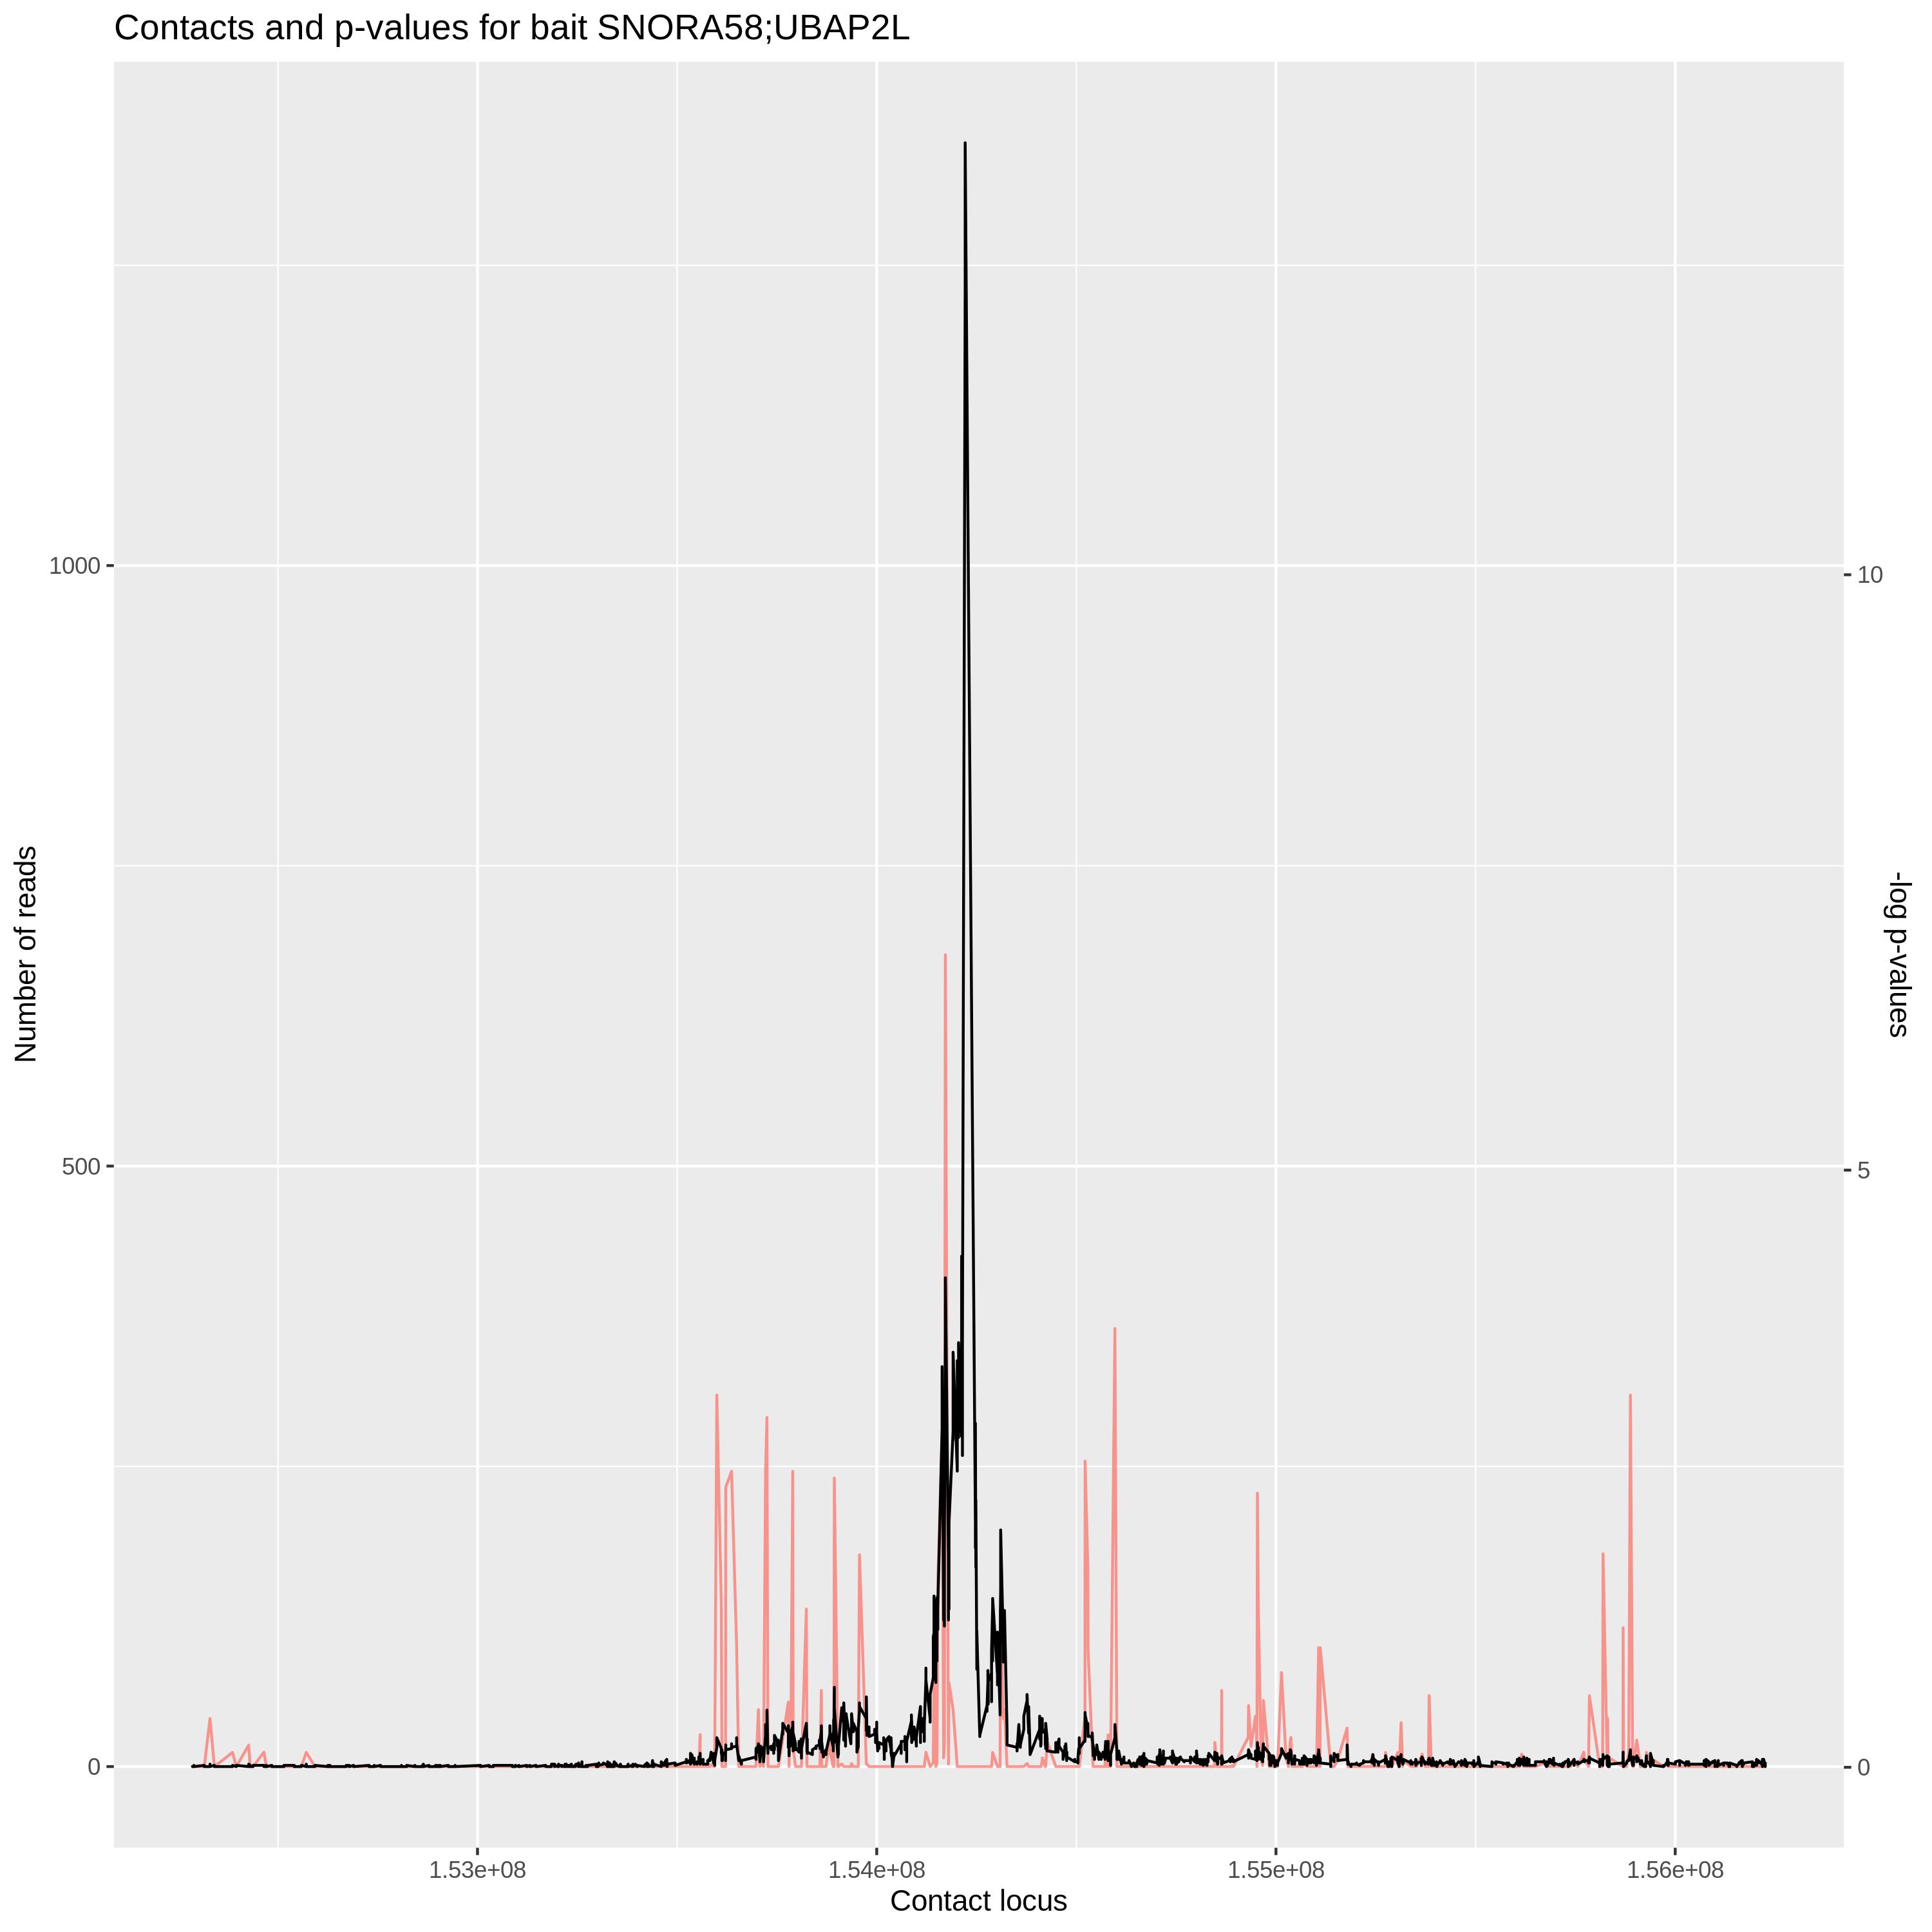 Contacts and p-values for bait SNORA58;UBAP2L
Number of reads
1000
500
0
10
5
0
-log p-values
1.53e+08
1.54e+08
1.55e+08
1.56e+08
Contact locus